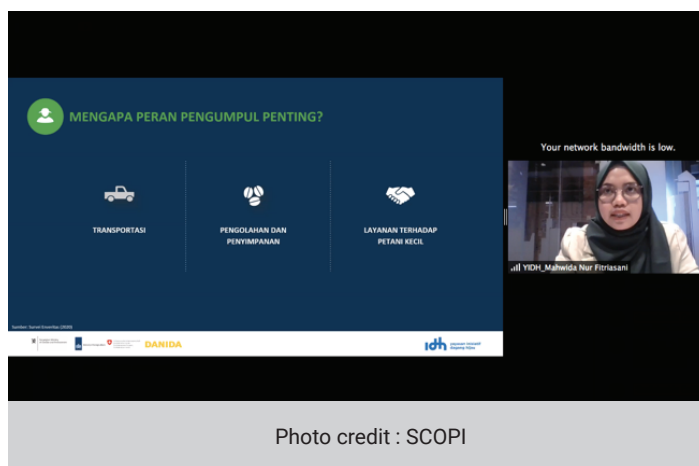 MENGAPA PERAN PENGUMPUL PENTING?
Your network bandwidth is low.
TRANSPORTASI
PENGOLAHAN DAN
PENYIMPANAN
LAYANAN TERHADAP
PETANI KECIL
YIDH_Mahwida Nur Fitriasani
DANIDA
idh
Photo credit : SCOPI